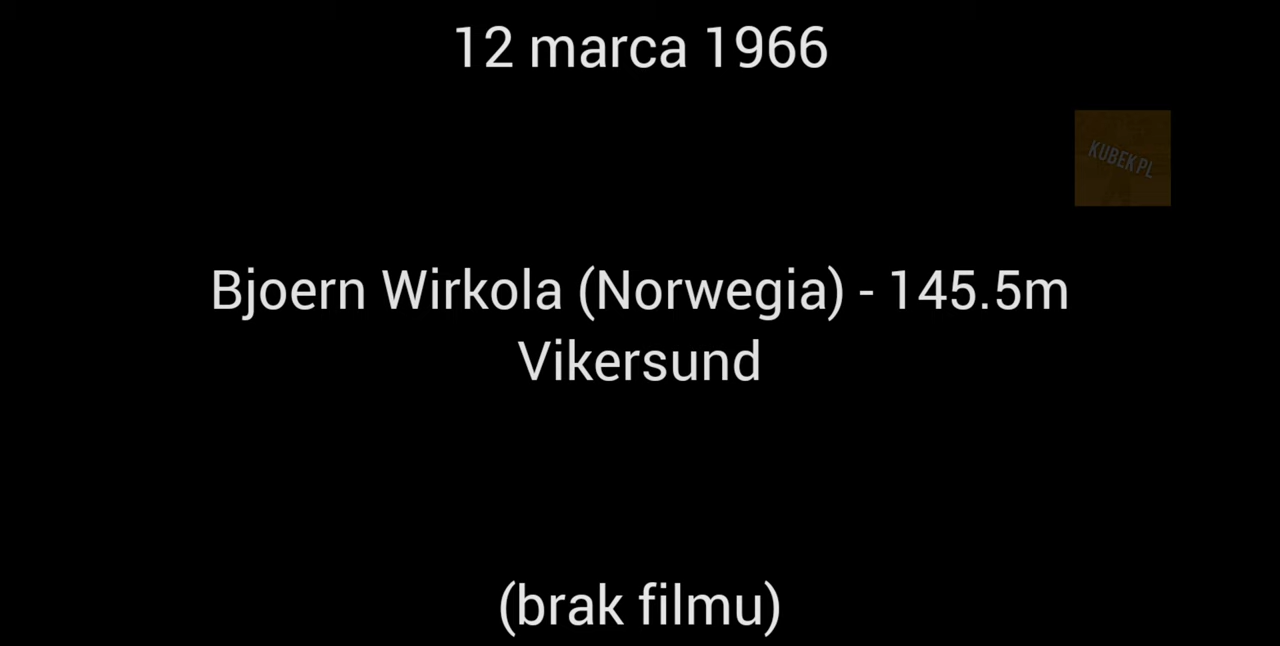 12 marca 1966
KUBEK.PL
Bjoern Wirkola (Norwegia) - 145.5m
Vikersund
(brak filmu)